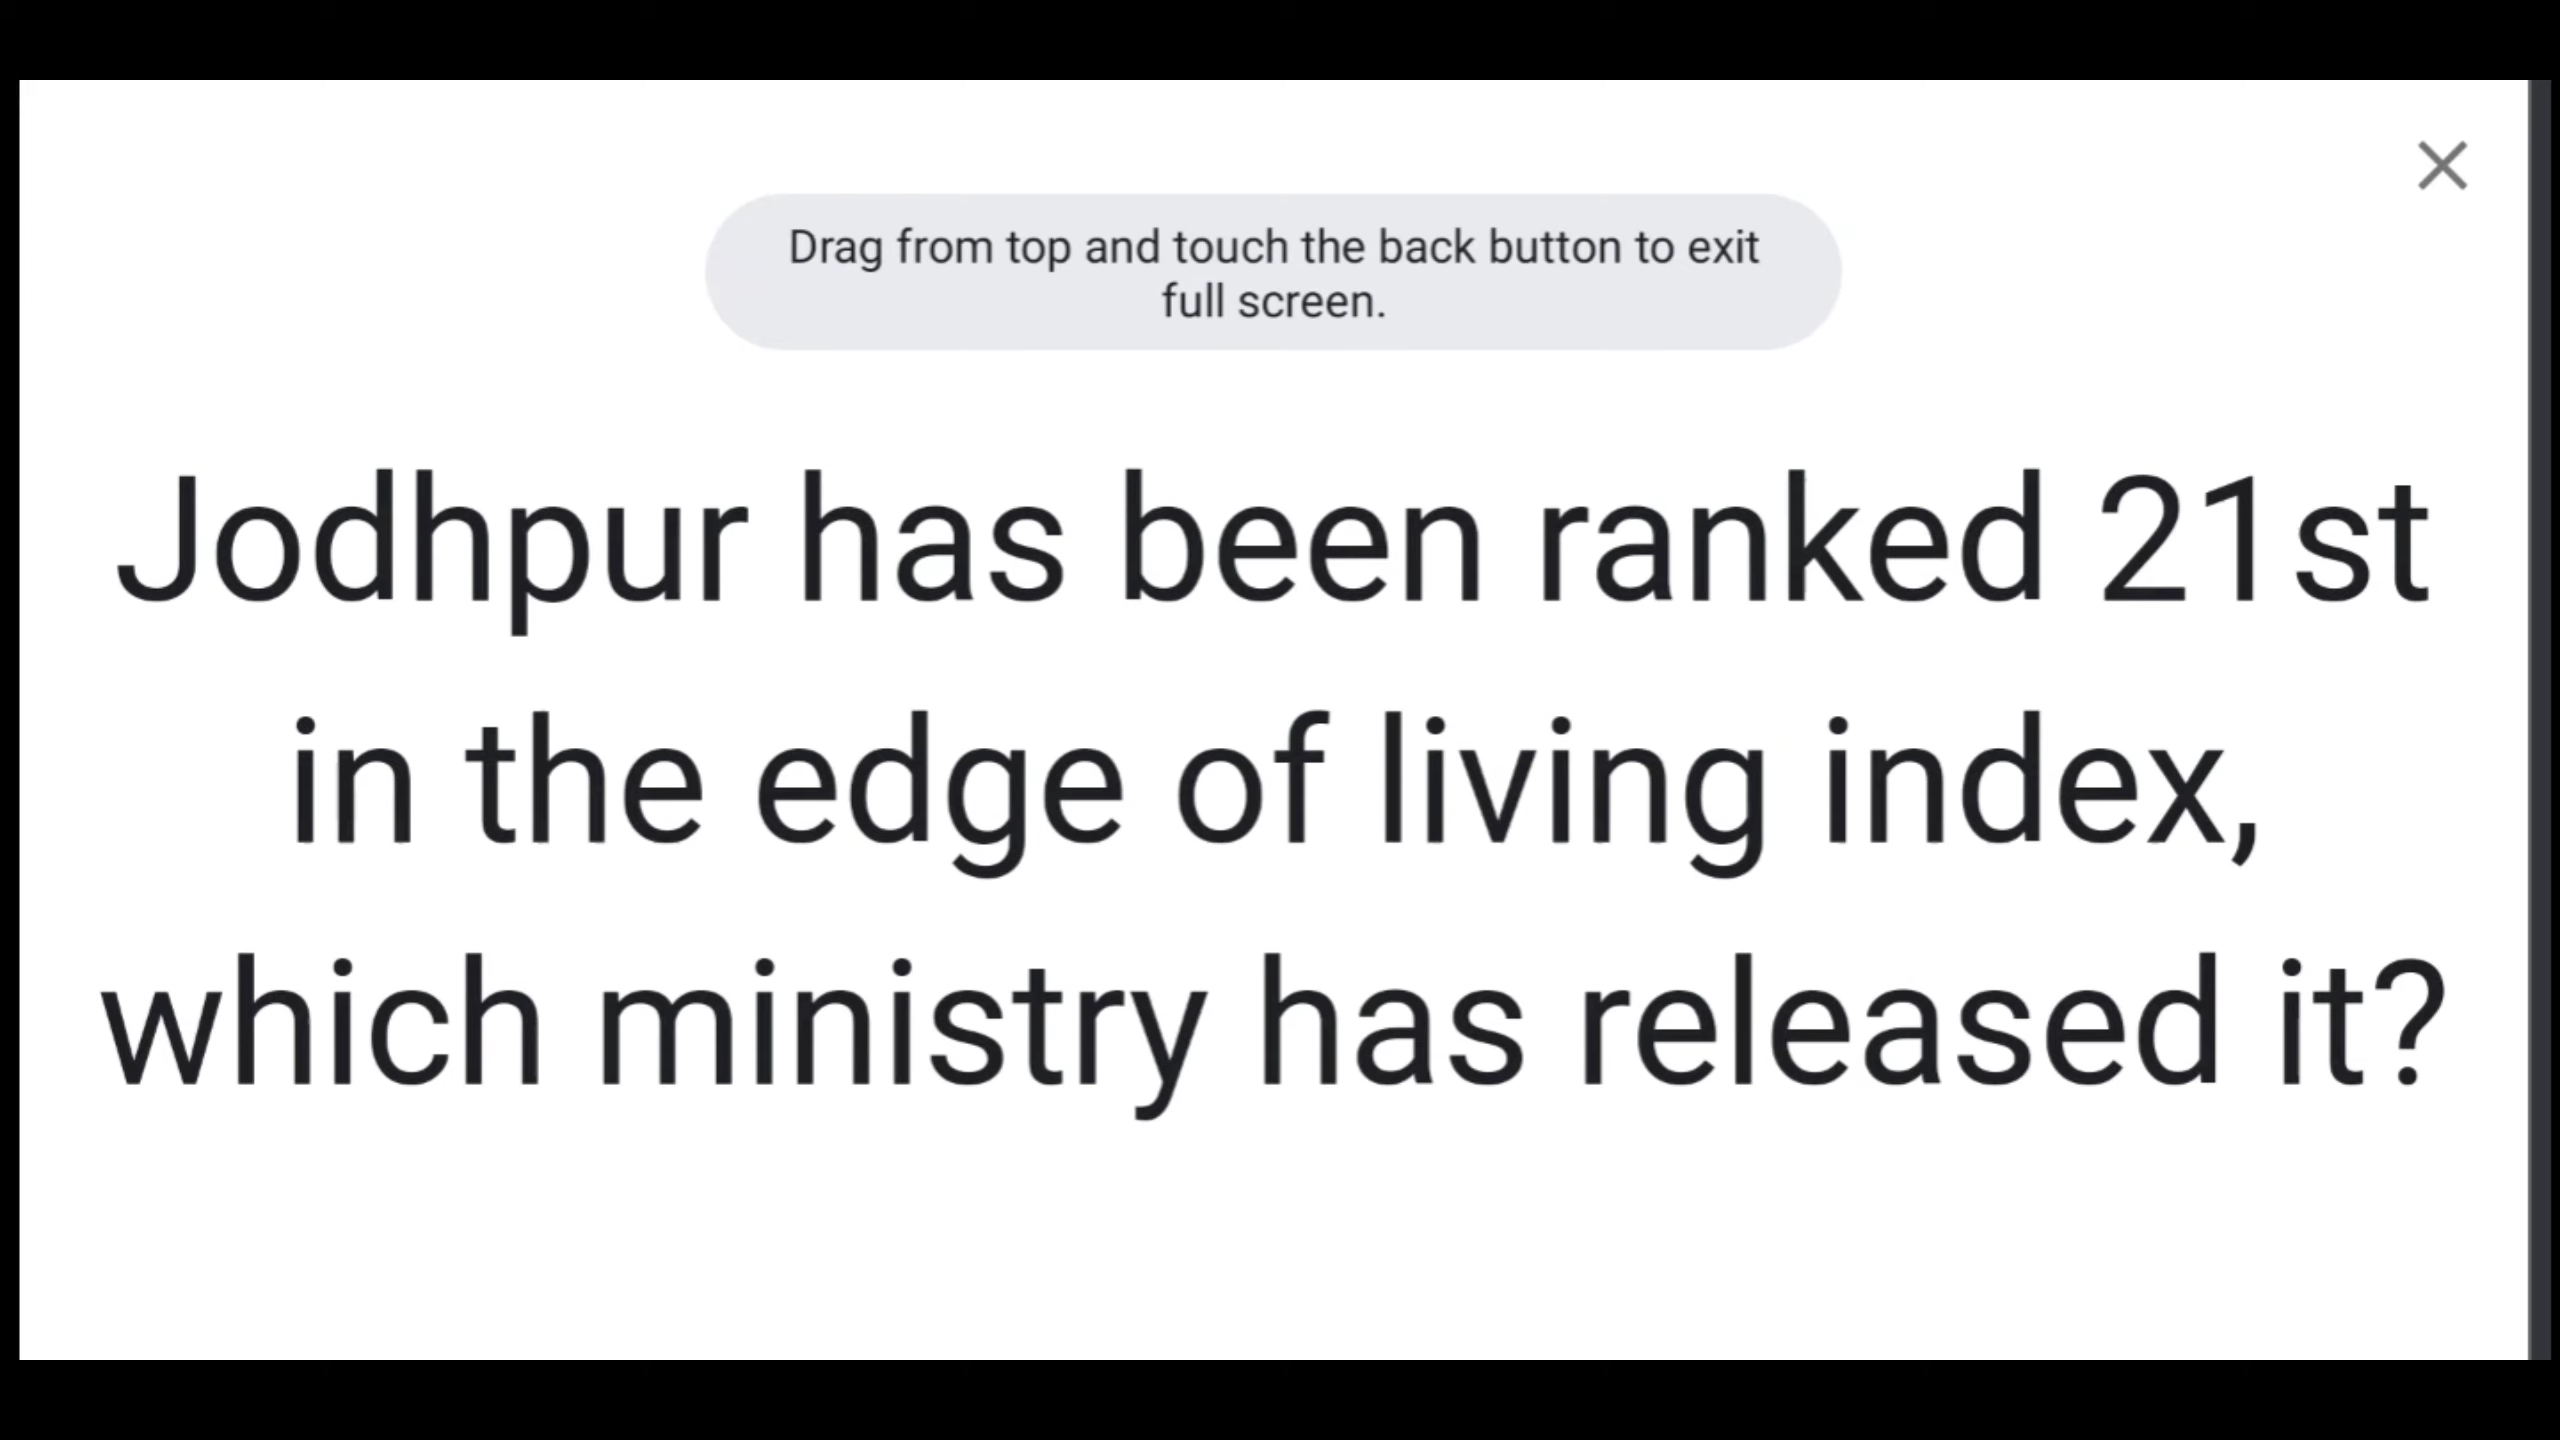 Drag from top and touch the back button to exit
full screen.
Jodhpur has been ranked 21st
in the edge of living index,
which ministry has released it?